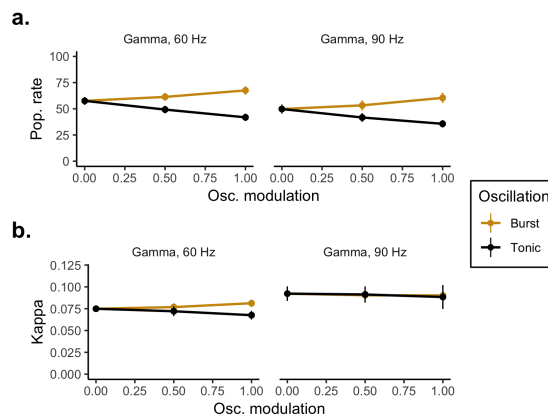 a.
Gamma, 60 Hz
Gamma, 90 Hz
100
75
50
25
0
Pop. rate
0.00 0.25 0.50 0.75 1.00
0.00 0.25 0.50 0.75 1.00
Osc. modulation
Oscillation
Burst
Tonic
b.
Gamma, 60 Hz
Gamma, 90 Hz
0.125
0.100
0.075
0.050
0.025
0.000
Kappa
0.00 0.25 0.50 0.75 1.00
0.00 0.25 0.50 0.75 1.00
Osc. modulation